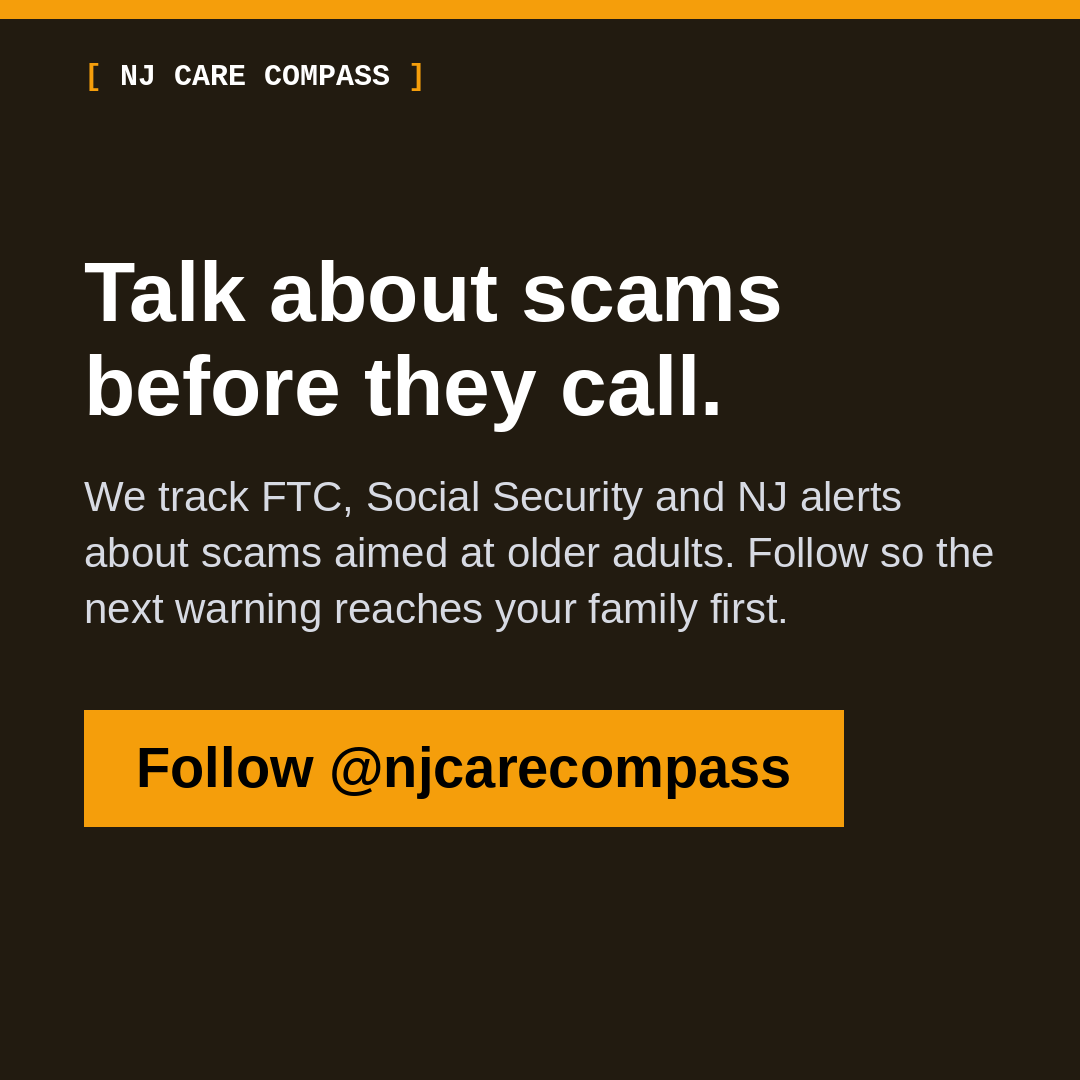 [ NJ CARE COMPASS ]
Talk about scams
before they call.
We track FTC, Social Security and NJ alerts
about scams aimed at older adults. Follow so the
next warning reaches your family first.
Follow @njcarecompass